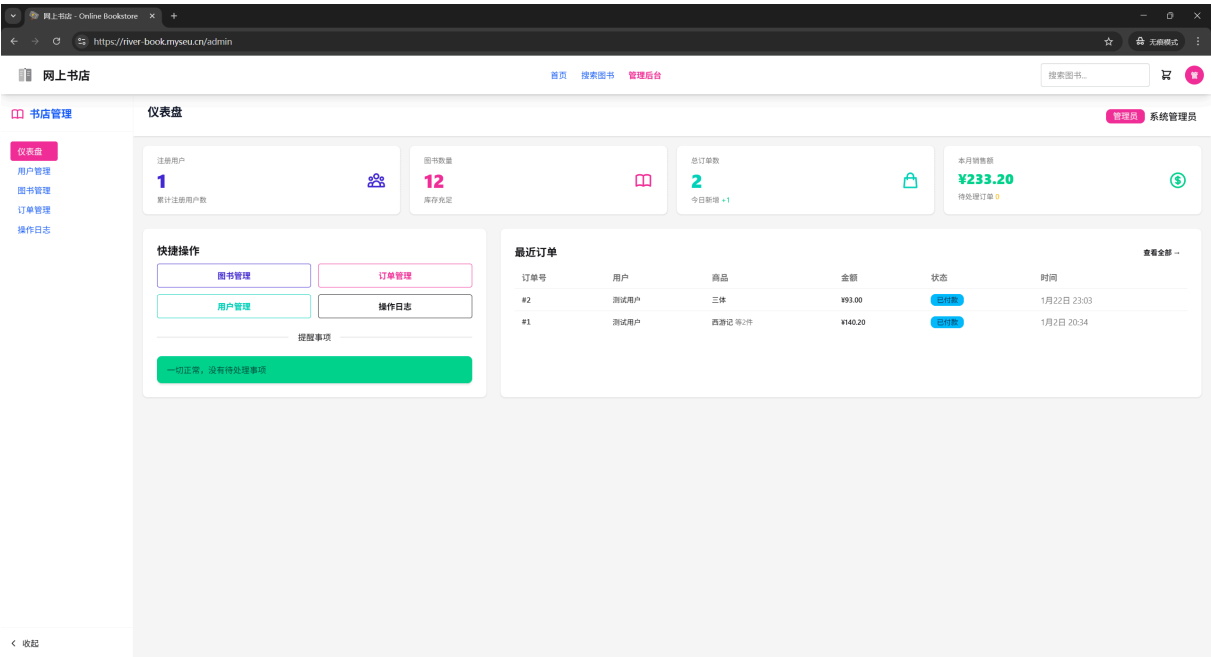 网上书店 - Online Bookstore
https://river-book.myseu.cn/admin
无痕模式
网上书店
首页 搜索图书 管理后台
搜索图书...
管
书店管理
仪表盘
管理员 系统管理员
仪表盘
用户管理
图书管理
订单管理
操作日志
注册用户
1
累计注册用户数
图书数量
12
库存充足
总订单数
2
今日新增 +1
本月销售额
¥233.20
待处理订单 0
快捷操作
图书管理 订单管理
用户管理 操作日志
提醒事项
一切正常，没有待处理事项
最近订单
查看全部 →
订单号 用户 商品 金额 状态 时间
#2 测试用户 三体 ¥93.00 已付款 1月22日 23:03
#1 测试用户 西游记 等2件 ¥140.20 已付款 1月2日 20:34
收起